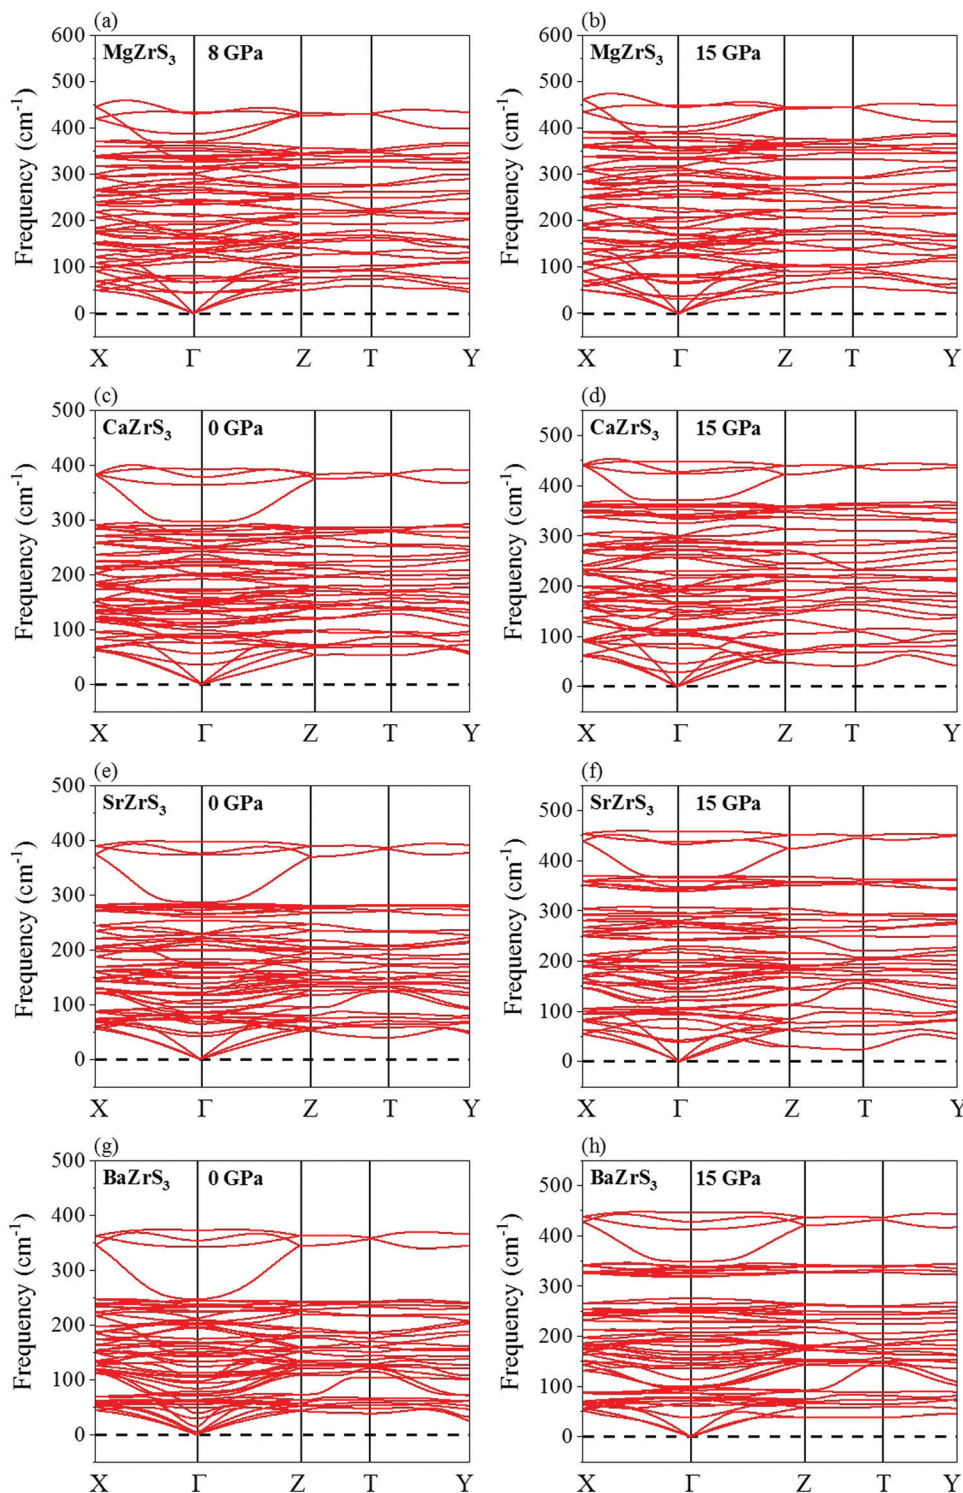 (a)
MgZrS3 8 GPa
Frequency (cm-1)
600
500
400
300
200
100
0
X Γ Z T Y
(b)
MgZrS3 15 GPa
Frequency (cm-1)
600
500
400
300
200
100
0
X Γ Z T Y
(c)
CaZrS3 0 GPa
Frequency (cm-1)
500
400
300
200
100
0
X Γ Z T Y
(d)
CaZrS3 15 GPa
Frequency (cm-1)
500
400
300
200
100
0
X Γ Z T Y
(e)
SrZrS3 0 GPa
Frequency (cm-1)
500
400
300
200
100
0
X Γ Z T Y
(f)
SrZrS3 15 GPa
Frequency (cm-1)
500
400
300
200
100
0
X Γ Z T Y
(g)
BaZrS3 0 GPa
Frequency (cm-1)
500
400
300
200
100
0
X Γ Z T Y
(h)
BaZrS3 15 GPa
Frequency (cm-1)
500
400
300
200
100
0
X Γ Z T Y